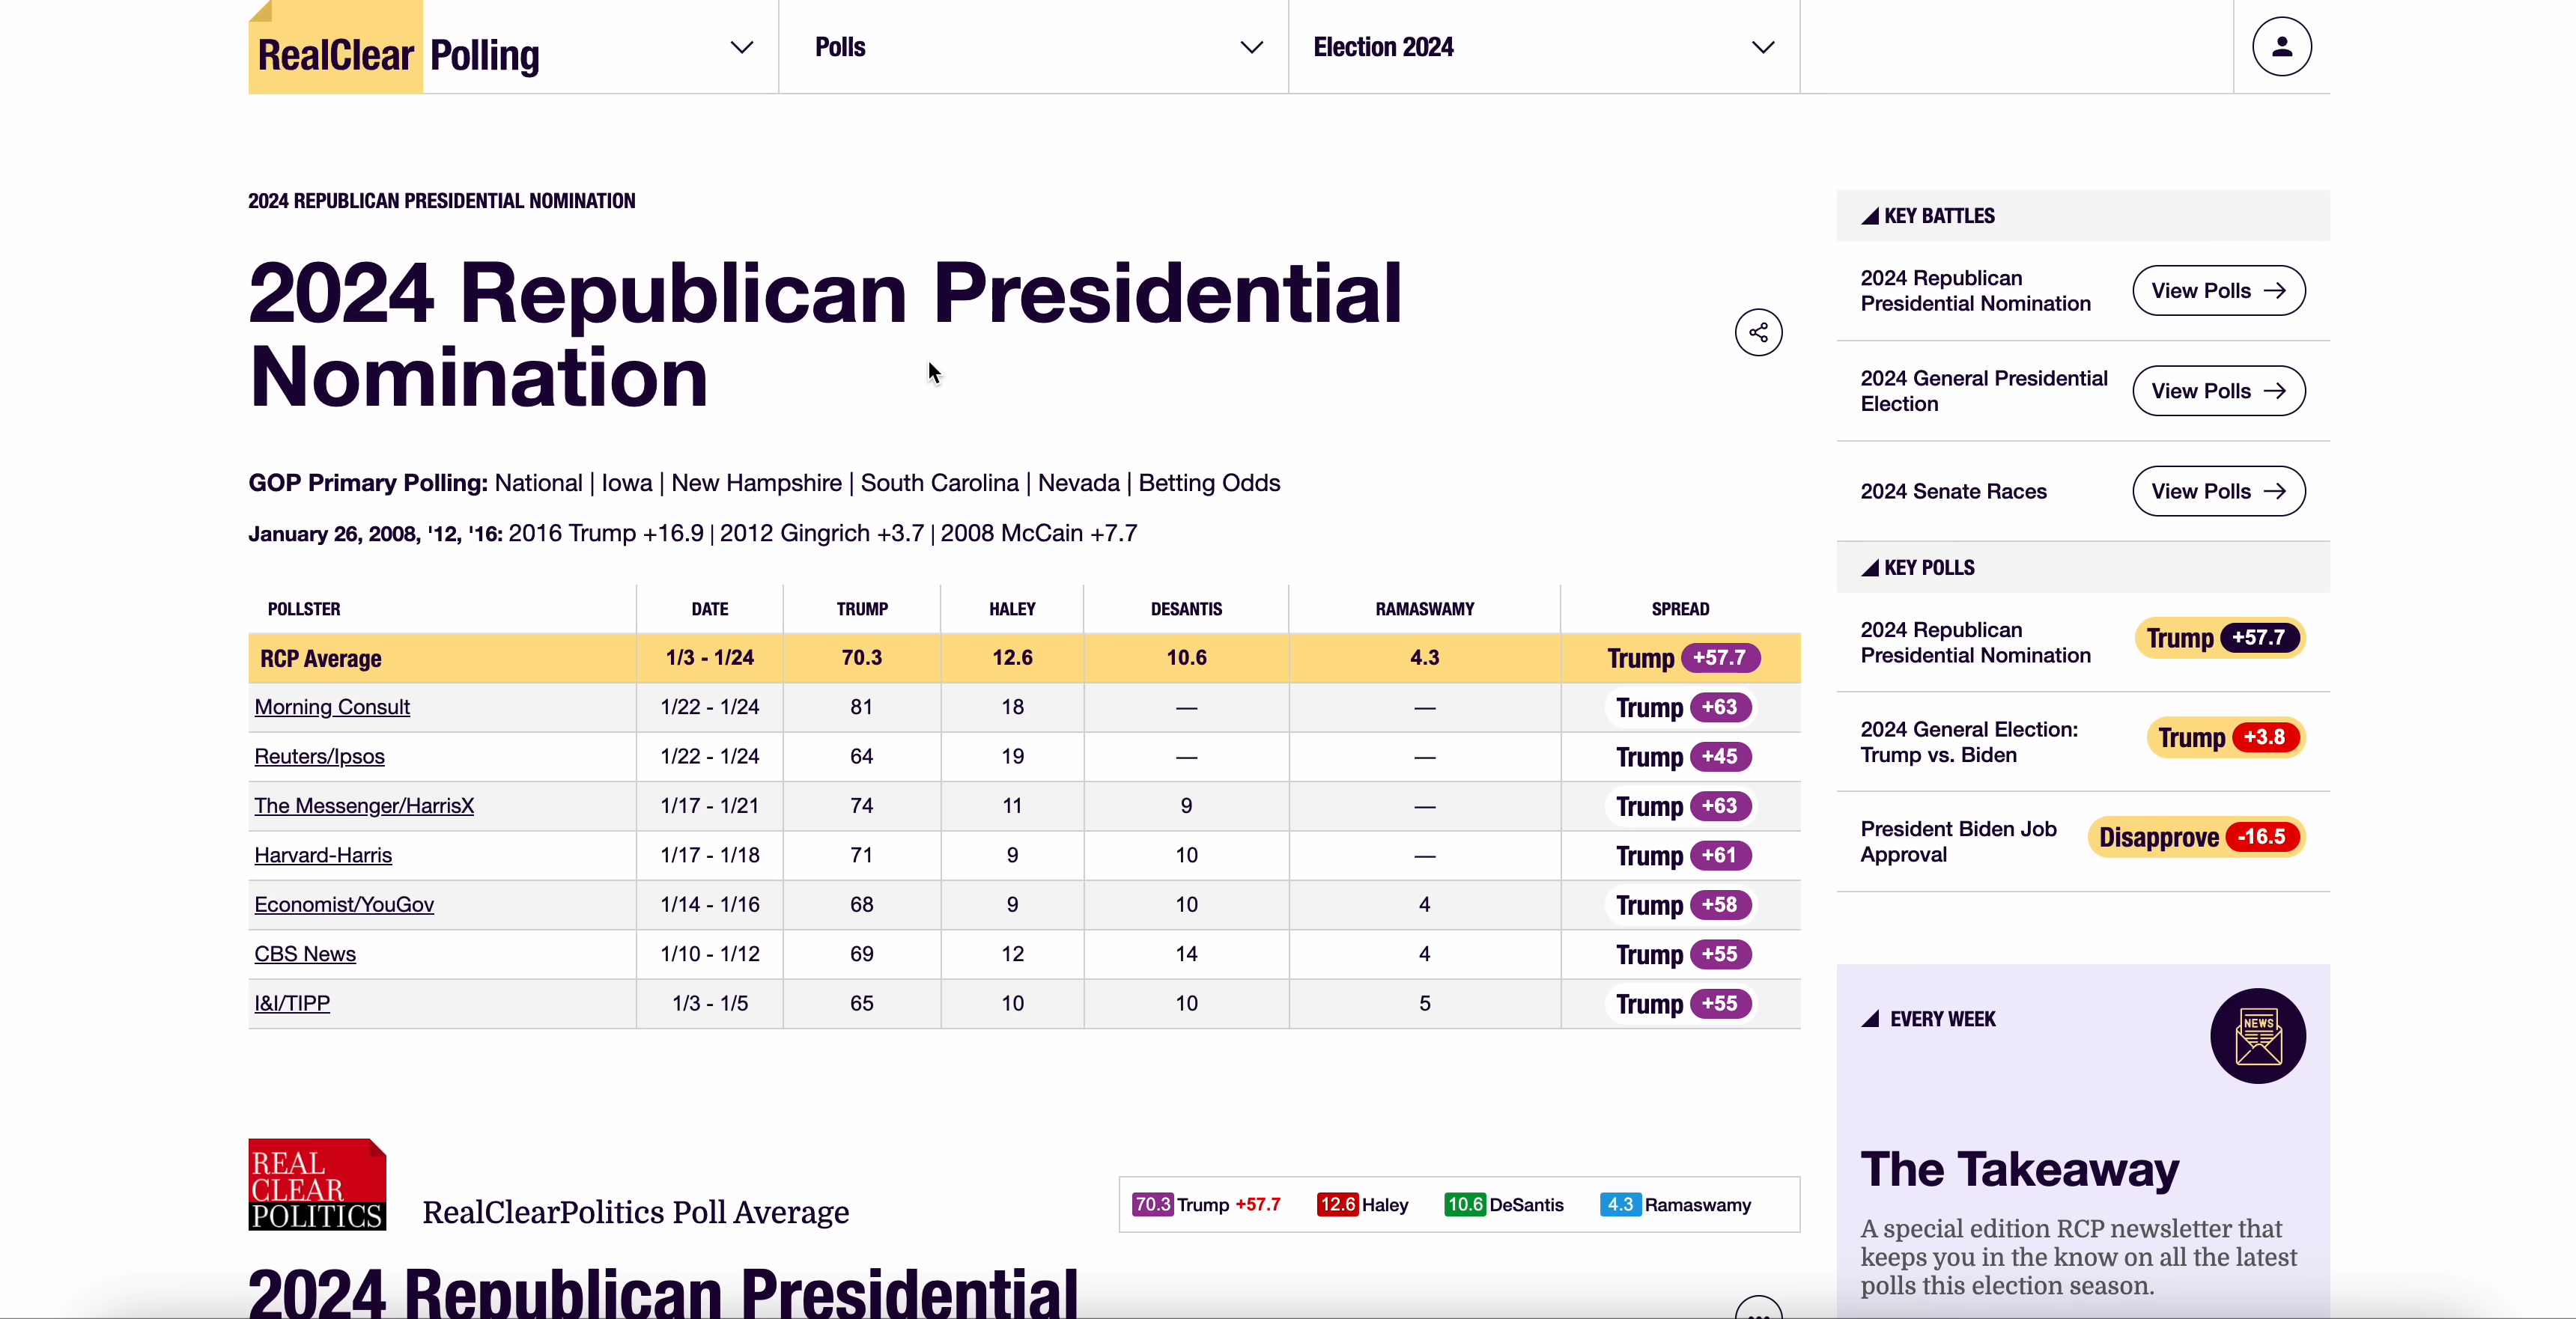 RealClear Polling
Polls
Election 2024
2024 REPUBLICAN PRESIDENTIAL NOMINATION
2024 Republican Presidential
Nomination
GOP Primary Polling: National | Iowa | New Hampshire | South Carolina | Nevada | Betting Odds
January 26, 2008, '12, '16: 2016 Trump +16.9 | 2012 Gingrich +3.7 | 2008 McCain +7.7
POLLSTER DATE TRUMP HALEY DESANTIS RAMASWAMY SPREAD
RCP Average 1/3 - 1/24 70.3 12.6 10.6 4.3 Trump +57.7
Morning Consult 1/22 - 1/24 81 18 — — Trump +63
Reuters/Ipsos 1/22 - 1/24 64 19 — — Trump +45
The Messenger/HarrisX 1/17 - 1/21 74 11 9 — Trump +63
Harvard-Harris 1/17 - 1/18 71 9 10 — Trump +61
Economist/YouGov 1/14 - 1/16 68 9 10 4 Trump +58
CBS News 1/10 - 1/12 69 12 14 4 Trump +55
I&I/TIPP 1/3 - 1/5 65 10 10 5 Trump +55
REAL
CLEAR
POLITICS
RealClearPolitics Poll Average
70.3 Trump +57.7 12.6 Haley 10.6 DeSantis 4.3 Ramaswamy
2024 Republican Presidential
KEY BATTLES
2024 Republican
Presidential Nomination
View Polls →
2024 General Presidential
Election
View Polls →
2024 Senate Races
View Polls →
KEY POLLS
2024 Republican
Presidential Nomination
Trump +57.7
2024 General Election:
Trump vs. Biden
Trump +3.8
President Biden Job
Approval
Disapprove -16.5
EVERY WEEK
NEWS
The Takeaway
A special edition RCP newsletter that
keeps you in the know on all the latest
polls this election season.